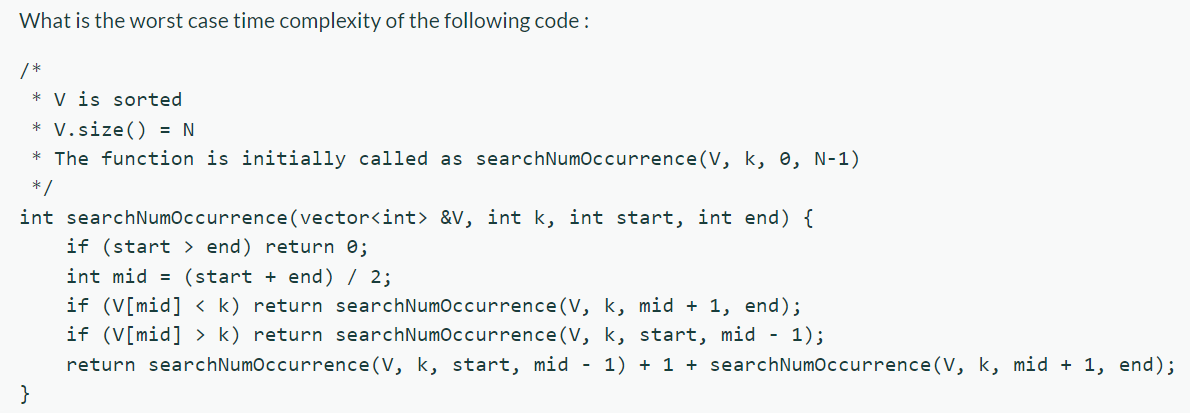 What is the worst case time complexity of the following code :
/*
 * V is sorted
 * V.size() = N
 * The function is initially called as searchNumOccurrence(V, k, 0, N-1)
 */
int searchNumOccurrence(vector<int> &V, int k, int start, int end) {
    if (start > end) return 0;
    int mid = (start + end) / 2;
    if (V[mid] < k) return searchNumOccurrence(V, k, mid + 1, end);
    if (V[mid] > k) return searchNumOccurrence(V, k, start, mid - 1);
    return searchNumOccurrence(V, k, start, mid - 1) + 1 + searchNumOccurrence(V, k, mid + 1, end);
}